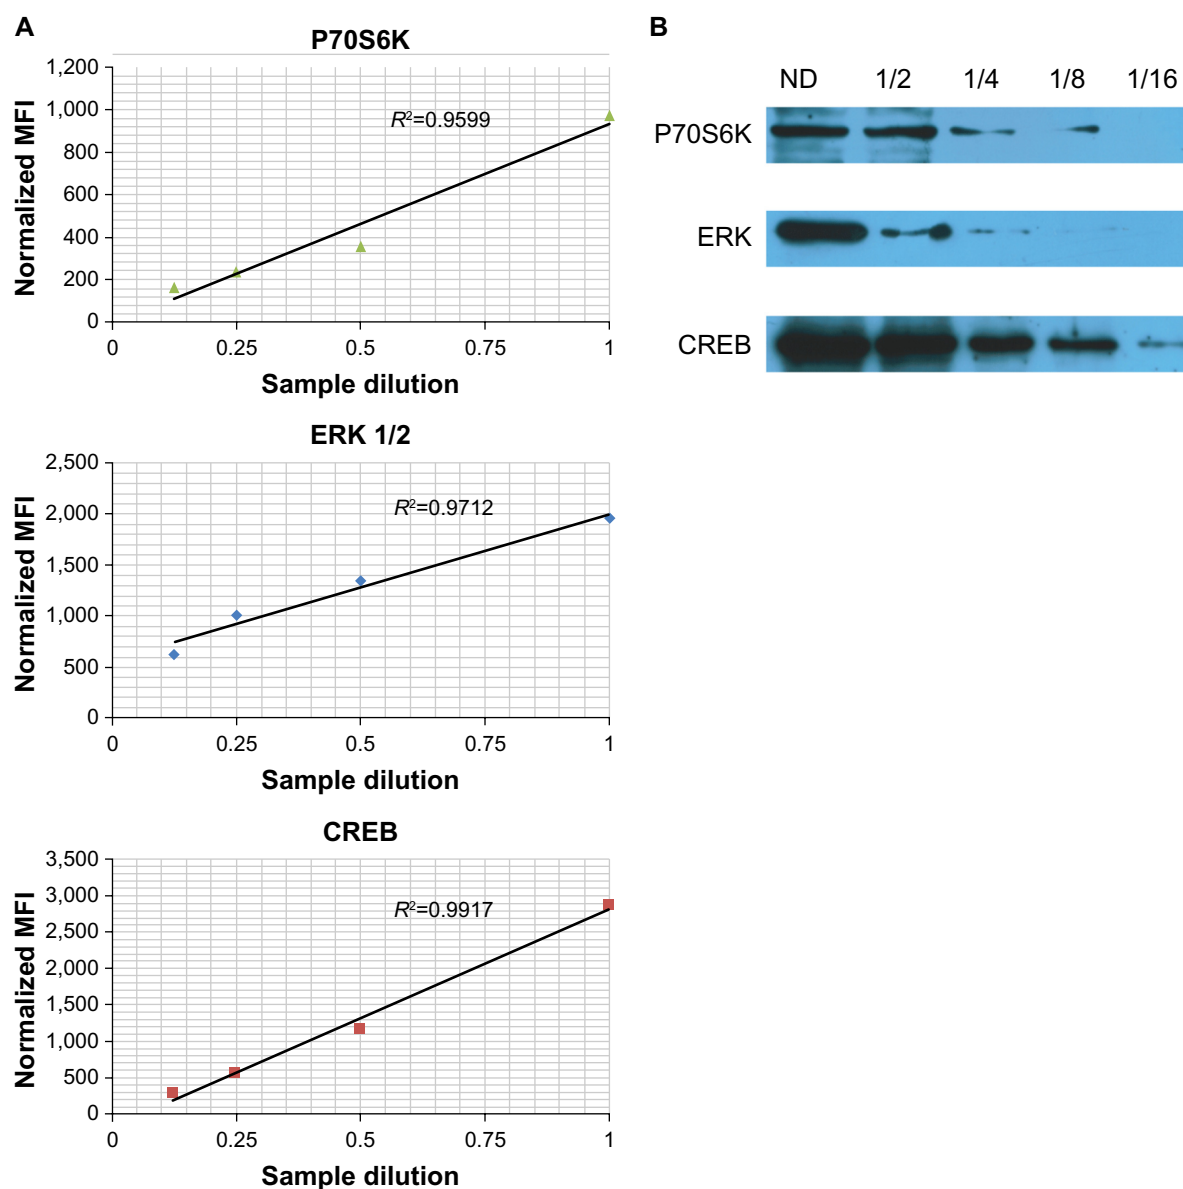 A
P70S6K
1,200
1,000
800
600
400
200
0
Normalized MFI
R²=0.9599
0 0.25 0.5 0.75 1
Sample dilution
ERK 1/2
2,500
2,000
1,500
1,000
500
0
Normalized MFI
R²=0.9712
0 0.25 0.5 0.75 1
Sample dilution
CREB
3,500
3,000
2,500
2,000
1,500
1,000
500
0
Normalized MFI
R²=0.9917
0 0.25 0.5 0.75 1
Sample dilution
B
ND 1/2 1/4 1/8 1/16
P70S6K
ERK
CREB